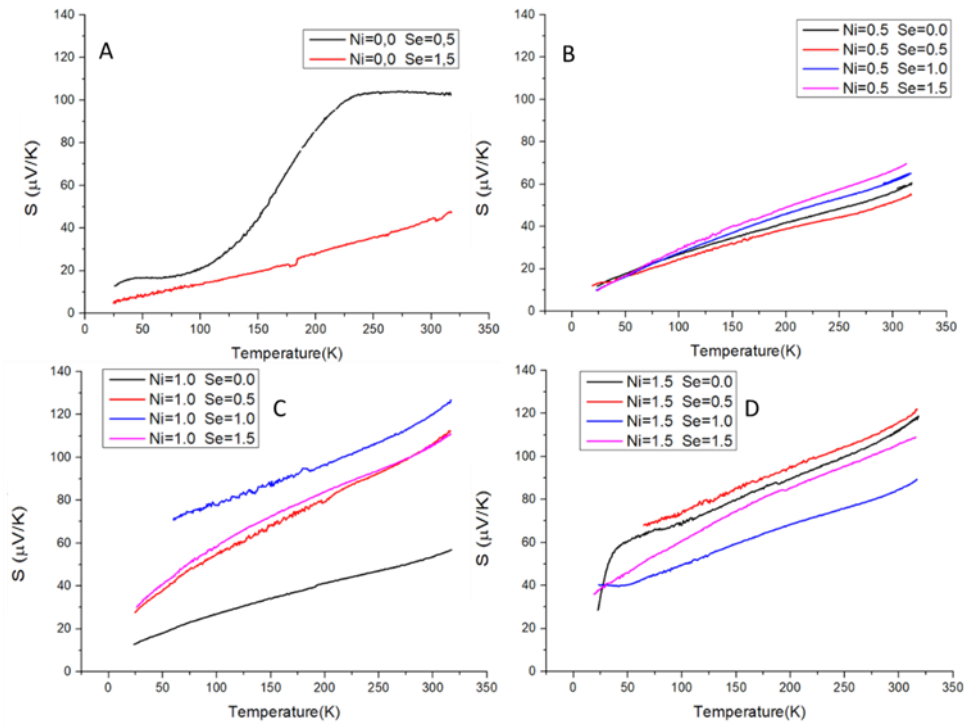 A
Ni=0,0 Se=0,5
Ni=0,0 Se=1,5
140
120
100
80
60
40
20
0
S (µV/K)
0 50 100 150 200 250 300 350
Temperature(K)
B
Ni=0.5 Se=0.0
Ni=0.5 Se=0.5
Ni=0.5 Se=1.0
Ni=0.5 Se=1.5
140
120
100
80
60
40
20
0
S (µV/K)
0 50 100 150 200 250 300 350
Temperature(K)
C
Ni=1.0 Se=0.0
Ni=1.0 Se=0.5
Ni=1.0 Se=1.0
Ni=1.0 Se=1.5
140
120
100
80
60
40
20
0
S (µV/K)
0 50 100 150 200 250 300 350
Temperature(K)
D
Ni=1.5 Se=0.0
Ni=1.5 Se=0.5
Ni=1.5 Se=1.0
Ni=1.5 Se=1.5
140
120
100
80
60
40
20
0
S (µV/K)
0 50 100 150 200 250 300 350
Temperature(K)